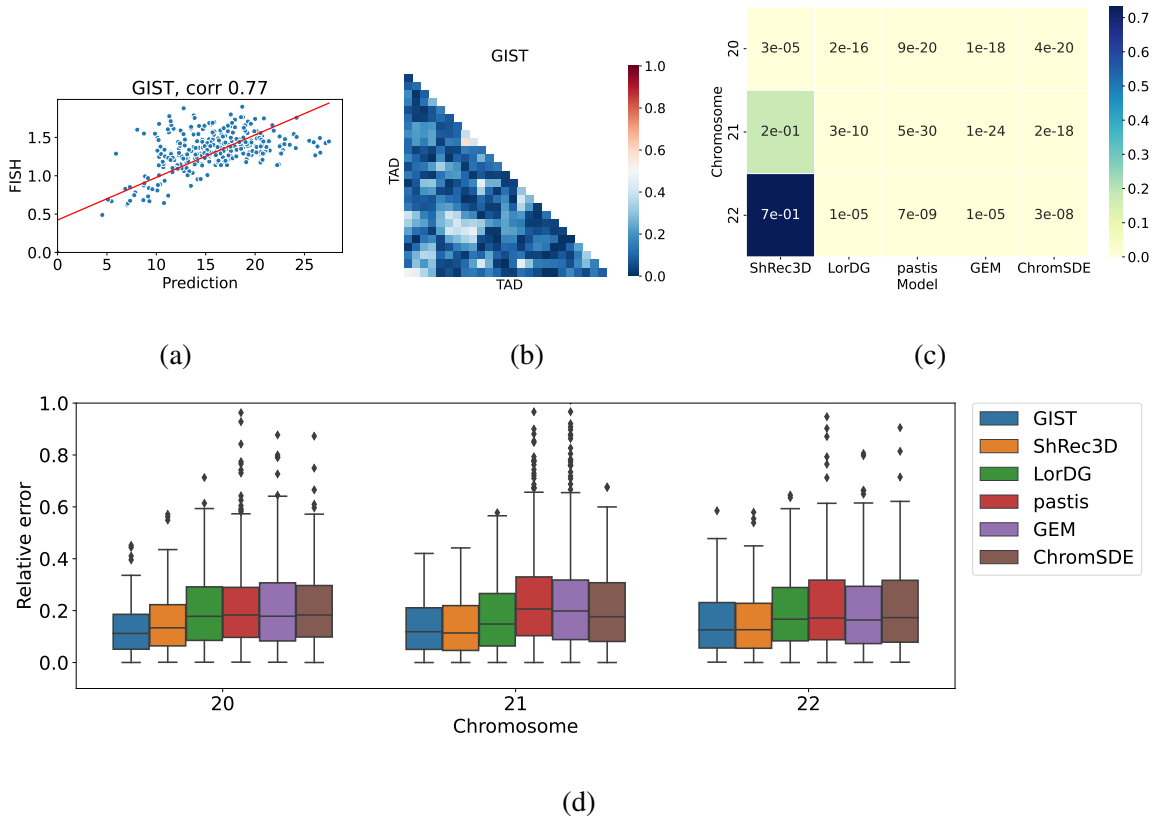 GIST, corr 0.77
FISH
1.5
1.0
0.5
0.0
0 5 10 15 20 25
Prediction
(a)
GIST
TAD
TAD
1.0
0.8
0.6
0.4
0.2
0.0
(b)
Chromosome
20 3e-05 2e-16 9e-20 1e-18 4e-20
21 2e-01 3e-10 5e-30 1e-24 2e-18
22 7e-01 1e-05 7e-09 1e-05 3e-08
ShRec3D LorDG pastis GEM ChromSDE
Model
0.7
0.6
0.5
0.4
0.3
0.2
0.1
0.0
(c)
Relative error
1.0
0.8
0.6
0.4
0.2
0.0
20 21 22
Chromosome
GIST
ShRec3D
LorDG
pastis
GEM
ChromSDE
(d)